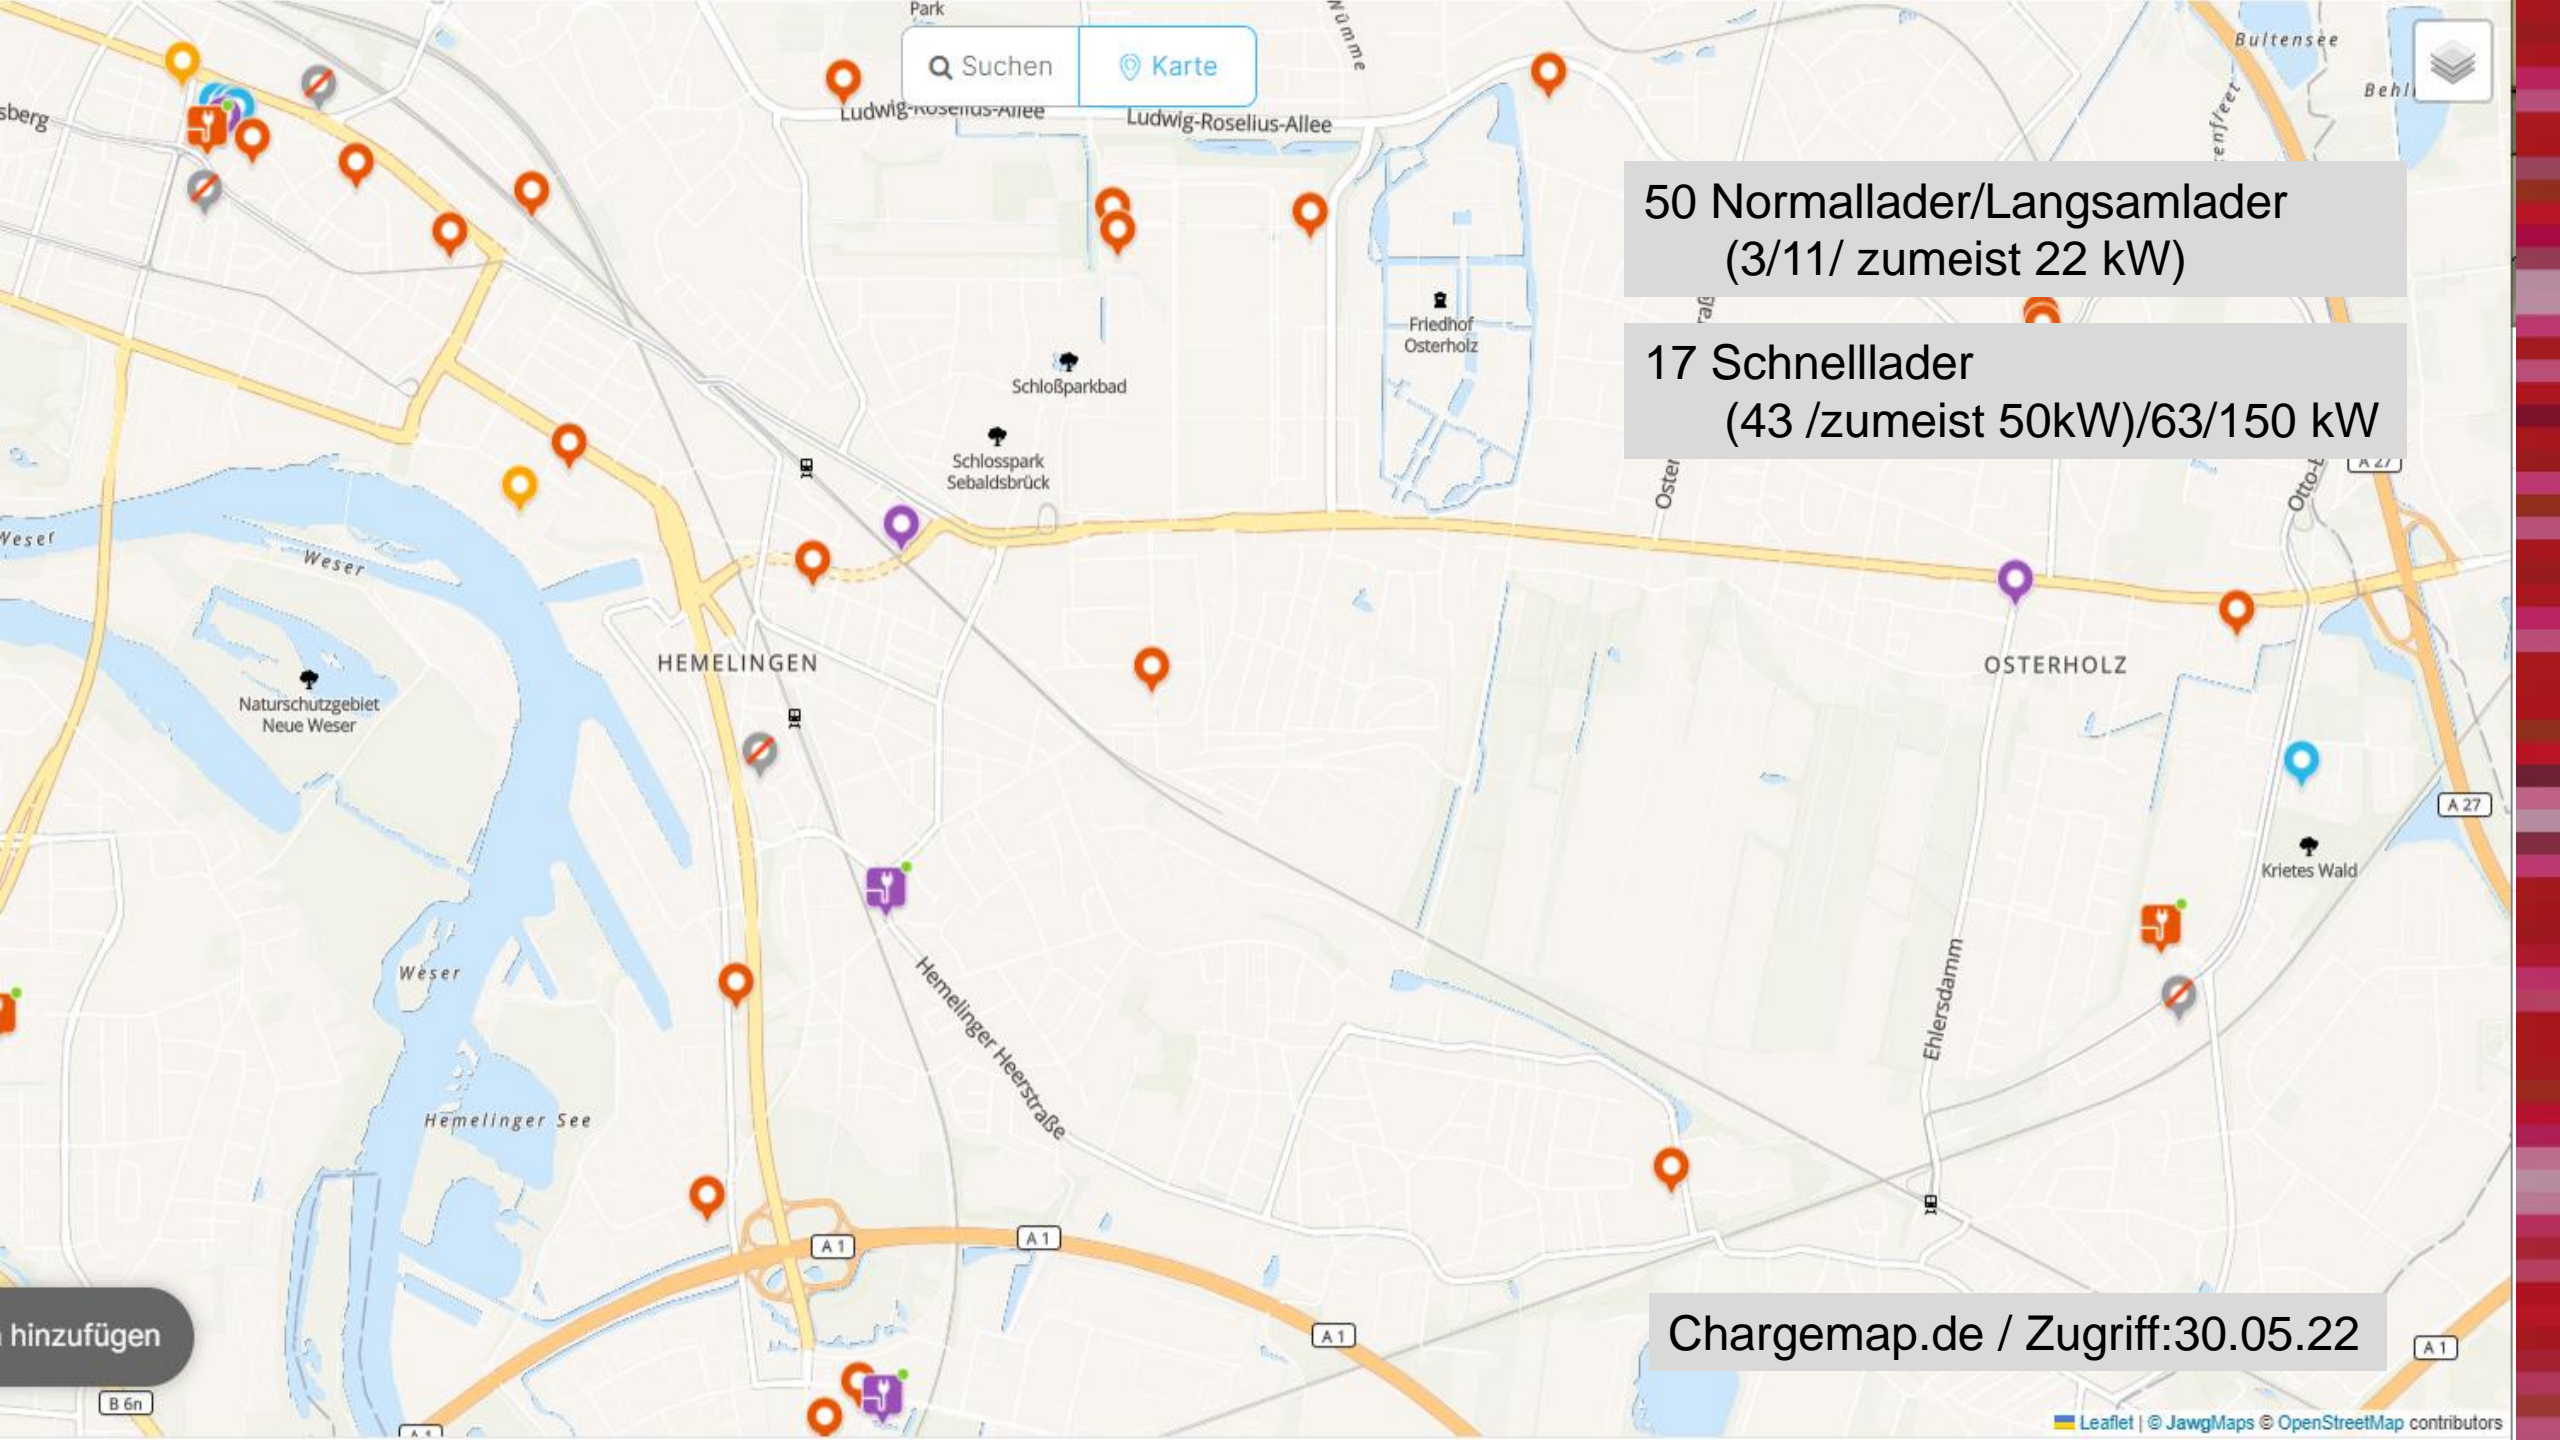 Park
Suchen
Karte
Nümme
Bultensee
sberg
Ludwig-Roselius-Allee
Ludwig-Roselius-Allee
50 Normallader/Langsamlader
(3/11/ zumeist 22 kW)
17 Schnelllader
(43 /zumeist 50kW)/63/150 kW
Friedhof
Osterholz
Schloßparkbad
Schlosspark
Sebaldsbrück
A 27
Weser
Weser
HEMELINGEN
OSTERHOLZ
Naturschutzgebiet
Neue Weser
A 27
Krietes Wald
Weser
Hemelinger Heerstraße
Ehlersdamm
Hemelinger See
A 1
A 1
A 1
hinzufügen
Chargemap.de / Zugriff:30.05.22
A 1
B 6n
A 1
Leaflet | © JawgMaps © OpenStreetMap contributors